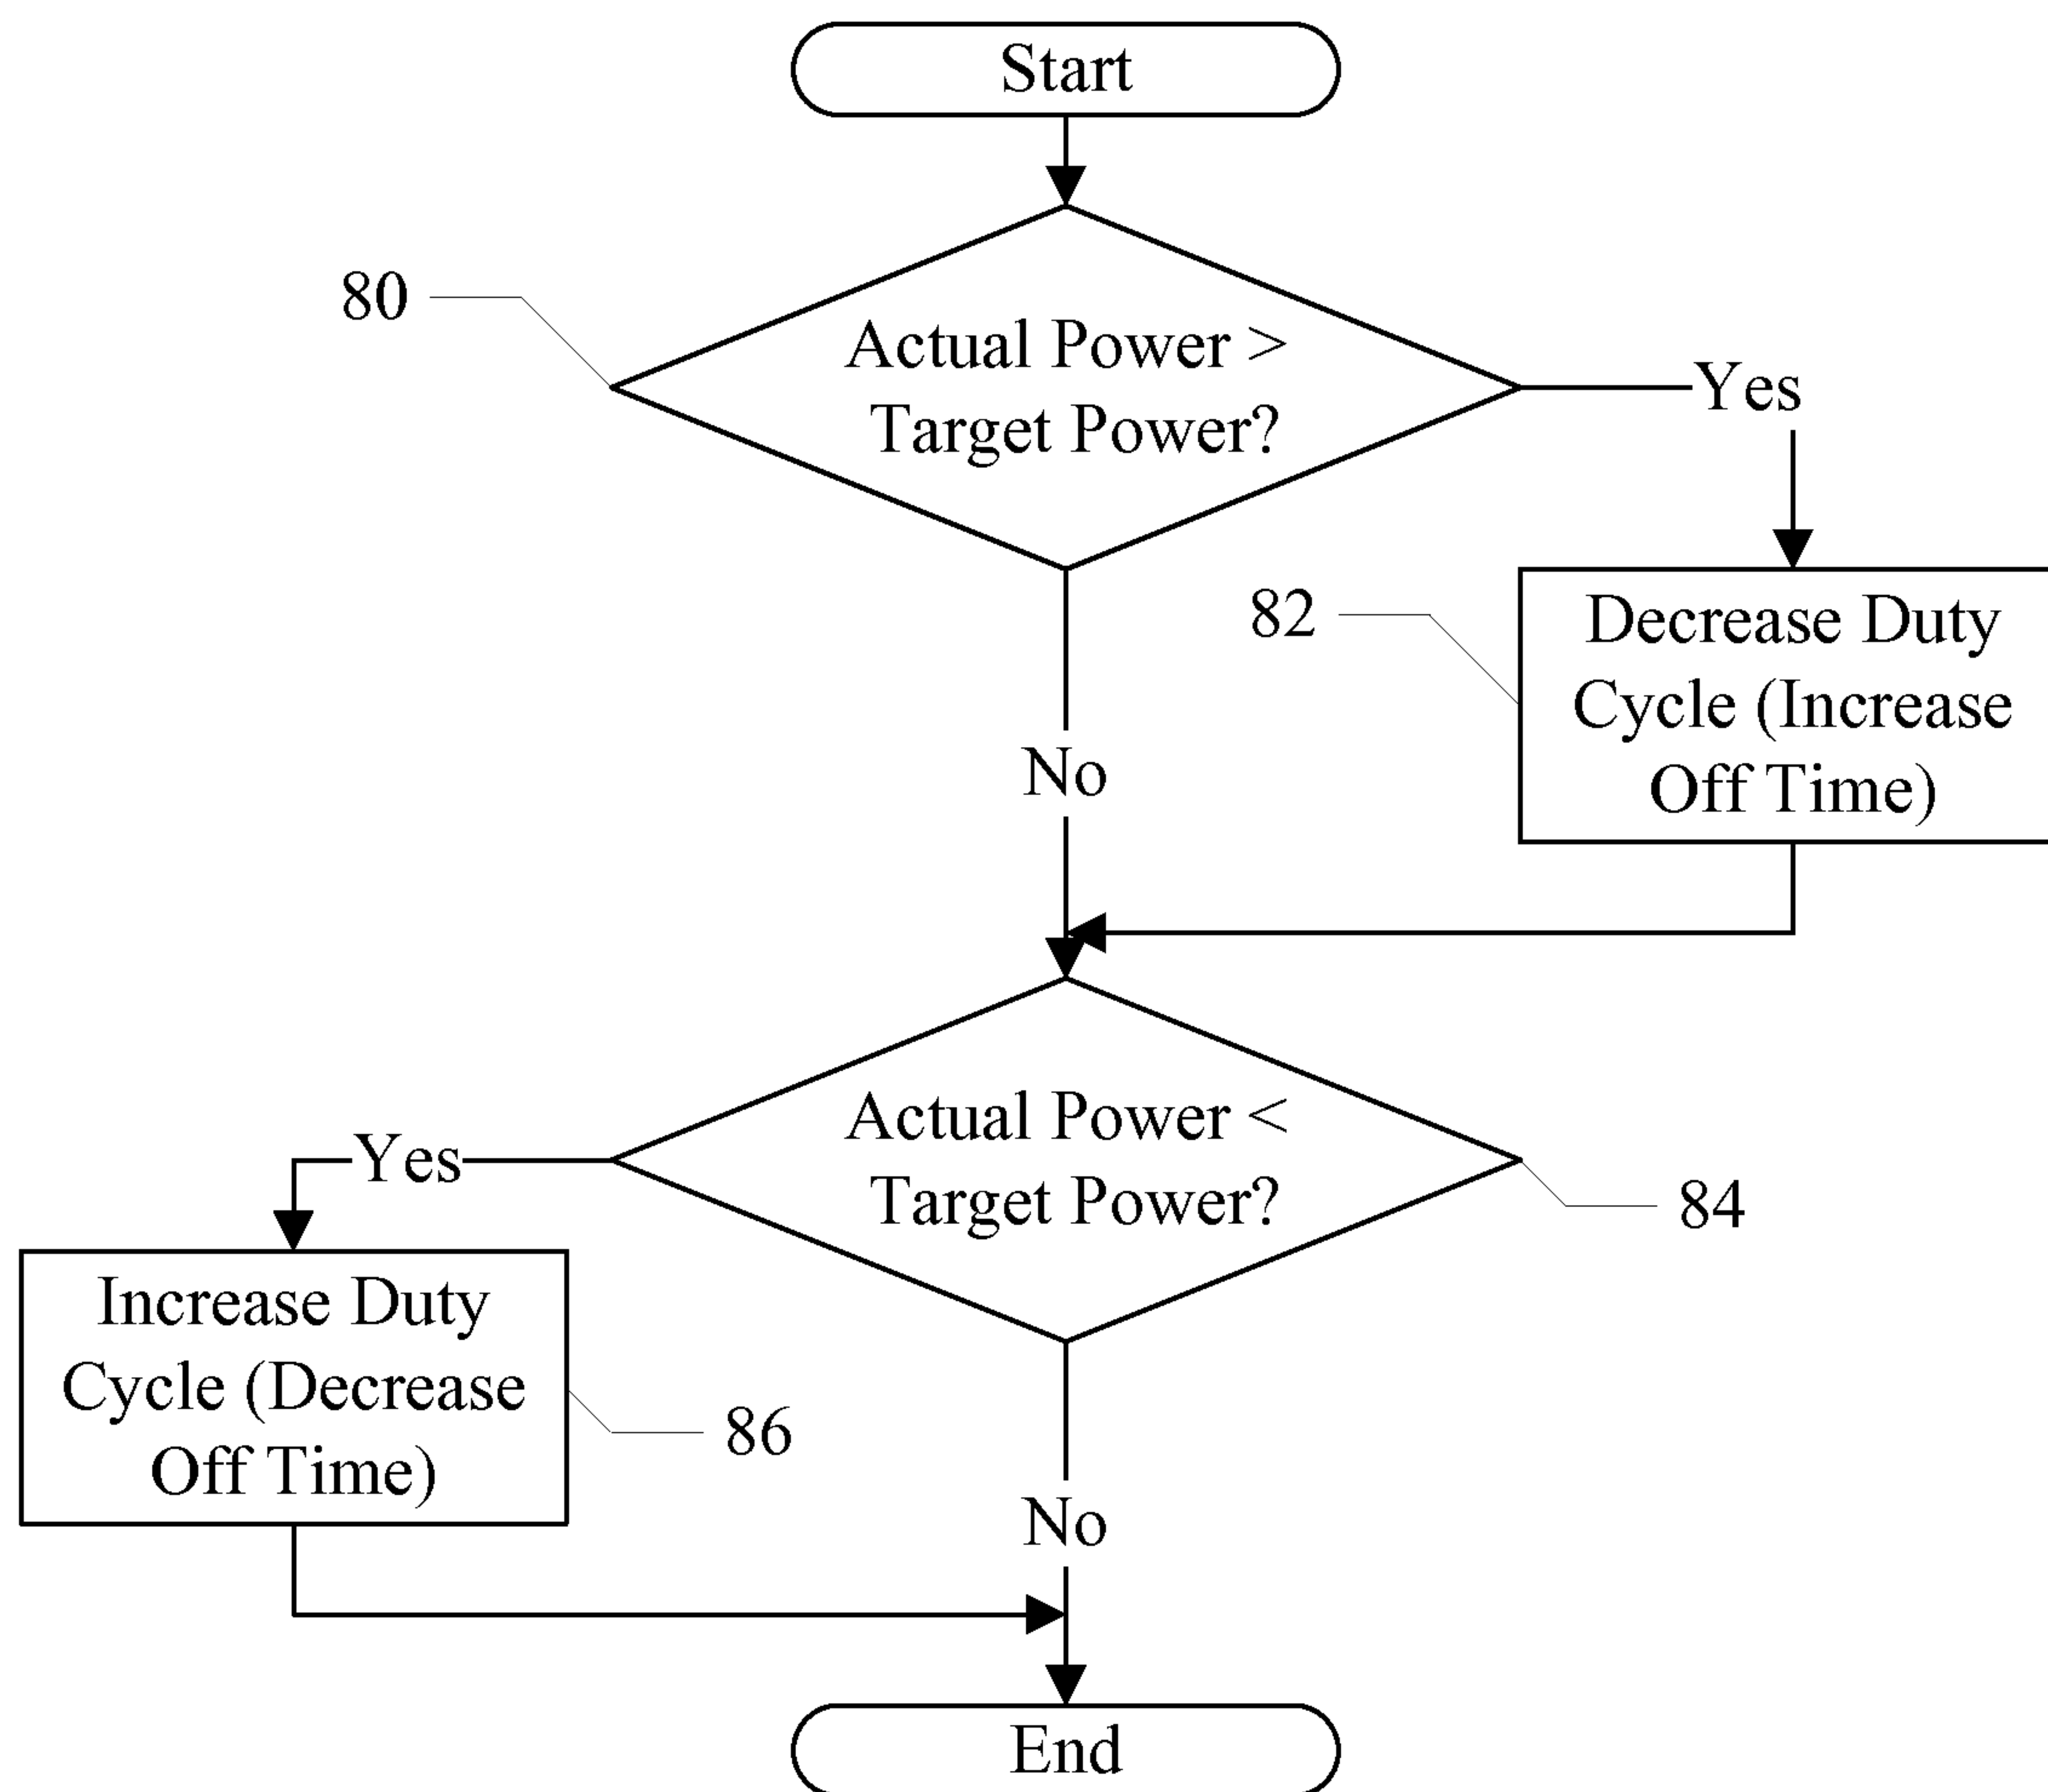 Start
80
Actual Power >
Target Power?
Yes
82
Decrease Duty
Cycle (Increase
Off Time)
No
Actual Power <
Target Power?
Yes
84
Increase Duty
Cycle (Decrease
Off Time)
86
No
End